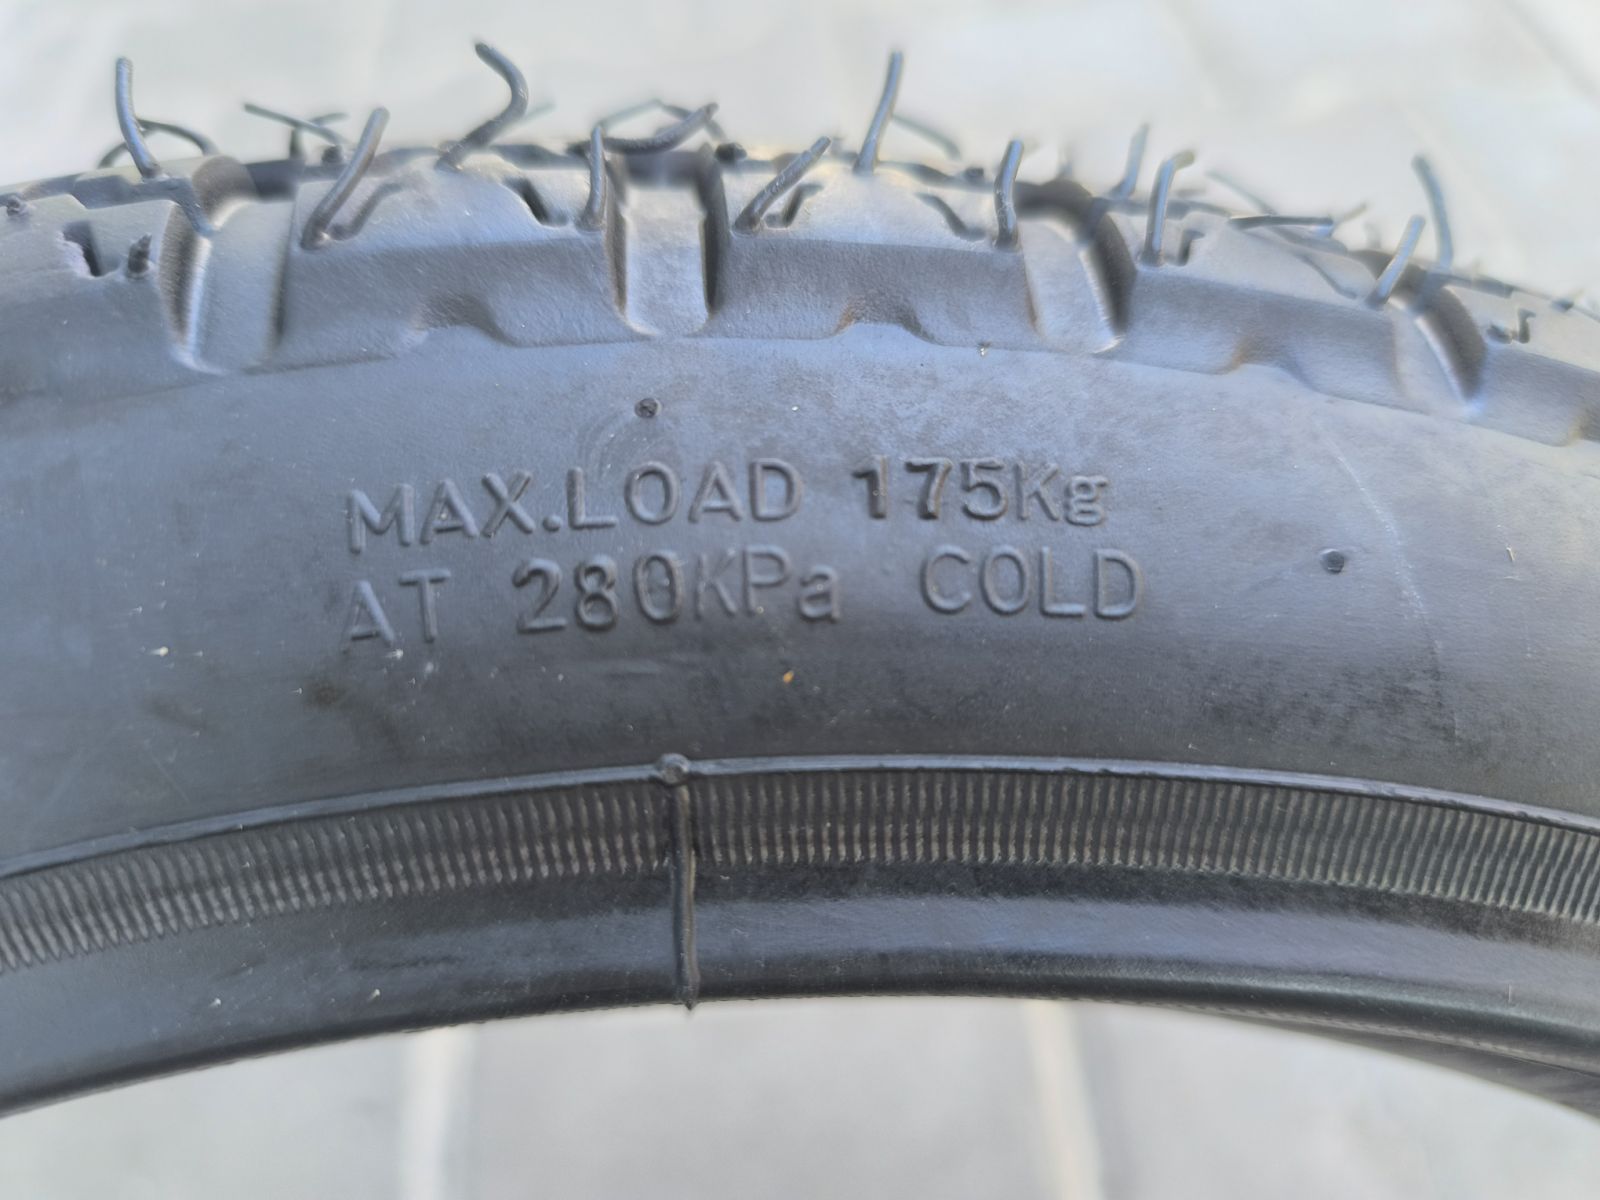 MAX.LOAD 175Kg
AT 280KPa COLD